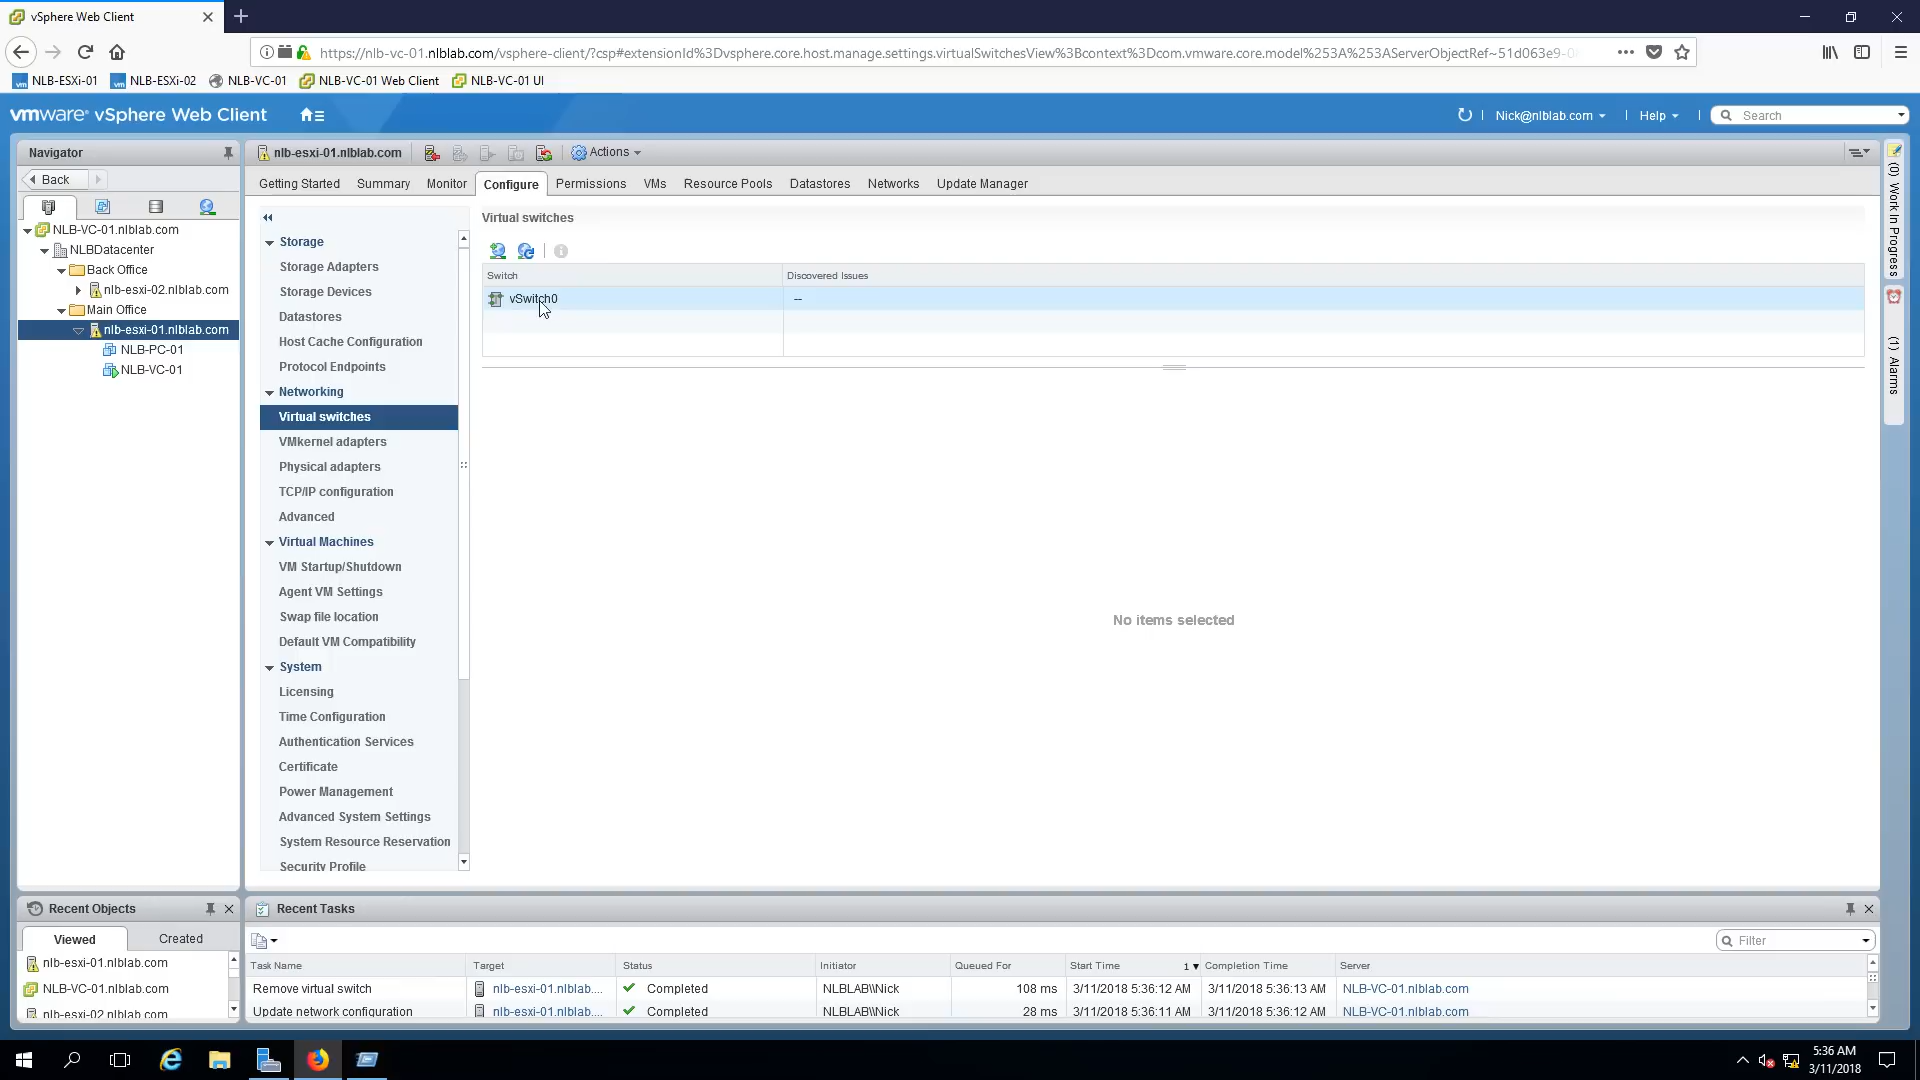 vSphere Web Client
https://nlb-vc-01.nlblab.com/vsphere-client/?csp#extensionId%3Dvsphere.core.host.manage.settings.virtualSwitchesView%3Bcontext%3Dcom.vmware.core.model%253A%253AServerObjectRef~51d063e9-0
NLB-ESXi-01 NLB-ESXi-02 NLB-VC-01 NLB-VC-01 Web Client NLB-VC-01 UI
vmware® vSphere Web Client
Nick@nlblab.com | Help | Search
Navigator
Back
NLB-VC-01.nlblab.com
NLBDatacenter
Back Office
nlb-esxi-02.nlblab.com
Main Office
nlb-esxi-01.nlblab.com
NLB-PC-01
NLB-VC-01
nlb-esxi-01.nlblab.com Actions
Getting Started Summary Monitor Configure Permissions VMs Resource Pools Datastores Networks Update Manager
Storage
Storage Adapters
Storage Devices
Datastores
Host Cache Configuration
Protocol Endpoints
Networking
Virtual switches
VMkernel adapters
Physical adapters
TCP/IP configuration
Advanced
Virtual Machines
VM Startup/Shutdown
Agent VM Settings
Swap file location
Default VM Compatibility
System
Licensing
Time Configuration
Authentication Services
Certificate
Power Management
Advanced System Settings
System Resource Reservation
Security Profile
Virtual switches
Switch Discovered Issues
vSwitch0 --
No items selected
(0) Work In Progress
(1) Alarms
Recent Objects
Viewed Created
nlb-esxi-01.nlblab.com
NLB-VC-01.nlblab.com
nlb-esxi-02.nlblab.com
Recent Tasks
Filter
Task Name Target Status Initiator Queued For Start Time 1 Completion Time Server
Remove virtual switch nlb-esxi-01.nlblab.... Completed NLBLAB\\Nick 108 ms 3/11/2018 5:36:12 AM 3/11/2018 5:36:13 AM NLB-VC-01.nlblab.com
Update network configuration nlb-esxi-01.nlblab.... Completed NLBLAB\\Nick 28 ms 3/11/2018 5:36:11 AM 3/11/2018 5:36:12 AM NLB-VC-01.nlblab.com
5:36 AM
3/11/2018